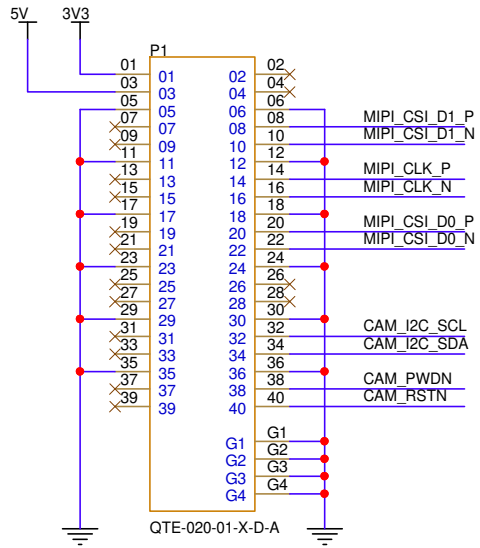 5V 3V3
P1
01 01 02 02
03 03 04 04
05 05 06 06
07 07 08 08 MIPI_CSI_D1_P
09 09 10 10 MIPI_CSI_D1_N
11 11 12 12
13 13 14 14 MIPI_CLK_P
15 15 16 16 MIPI_CLK_N
17 17 18 18
19 19 20 20 MIPI_CSI_D0_P
21 21 22 22 MIPI_CSI_D0_N
23 23 24 24
25 25 26 26
27 27 28 28
29 29 30 30
31 31 32 32 CAM_I2C_SCL
33 33 34 34 CAM_I2C_SDA
35 35 36 36
37 37 38 38 CAM_PWDN
39 39 40 40 CAM_RSTN
G1 G1
G2 G2
G3 G3
G4 G4
QTE-020-01-X-D-A